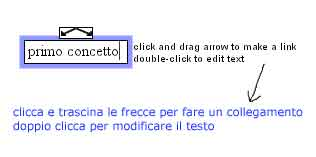 primo concetto
click and drag arrow to make a link
double-click to edit text
clicca e trascina le frecce per fare un collegamento
doppio clicca per modificare il testo